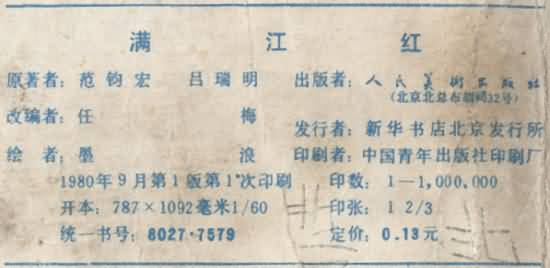 满江红
原著者：范钧宏 吕瑞明
改编者：任梅
绘者：墨浪
1980年9月第1版第1次印刷
开本：787×1092毫米1/60
统一书号：8027·7579
出版者：人民美术出版社
（北京北总布胡同32号）
发行者：新华书店北京发行所
印刷者：中国青年出版社印刷厂
印数：1—1,000,000
印张：1 2/3
定价：0.13元